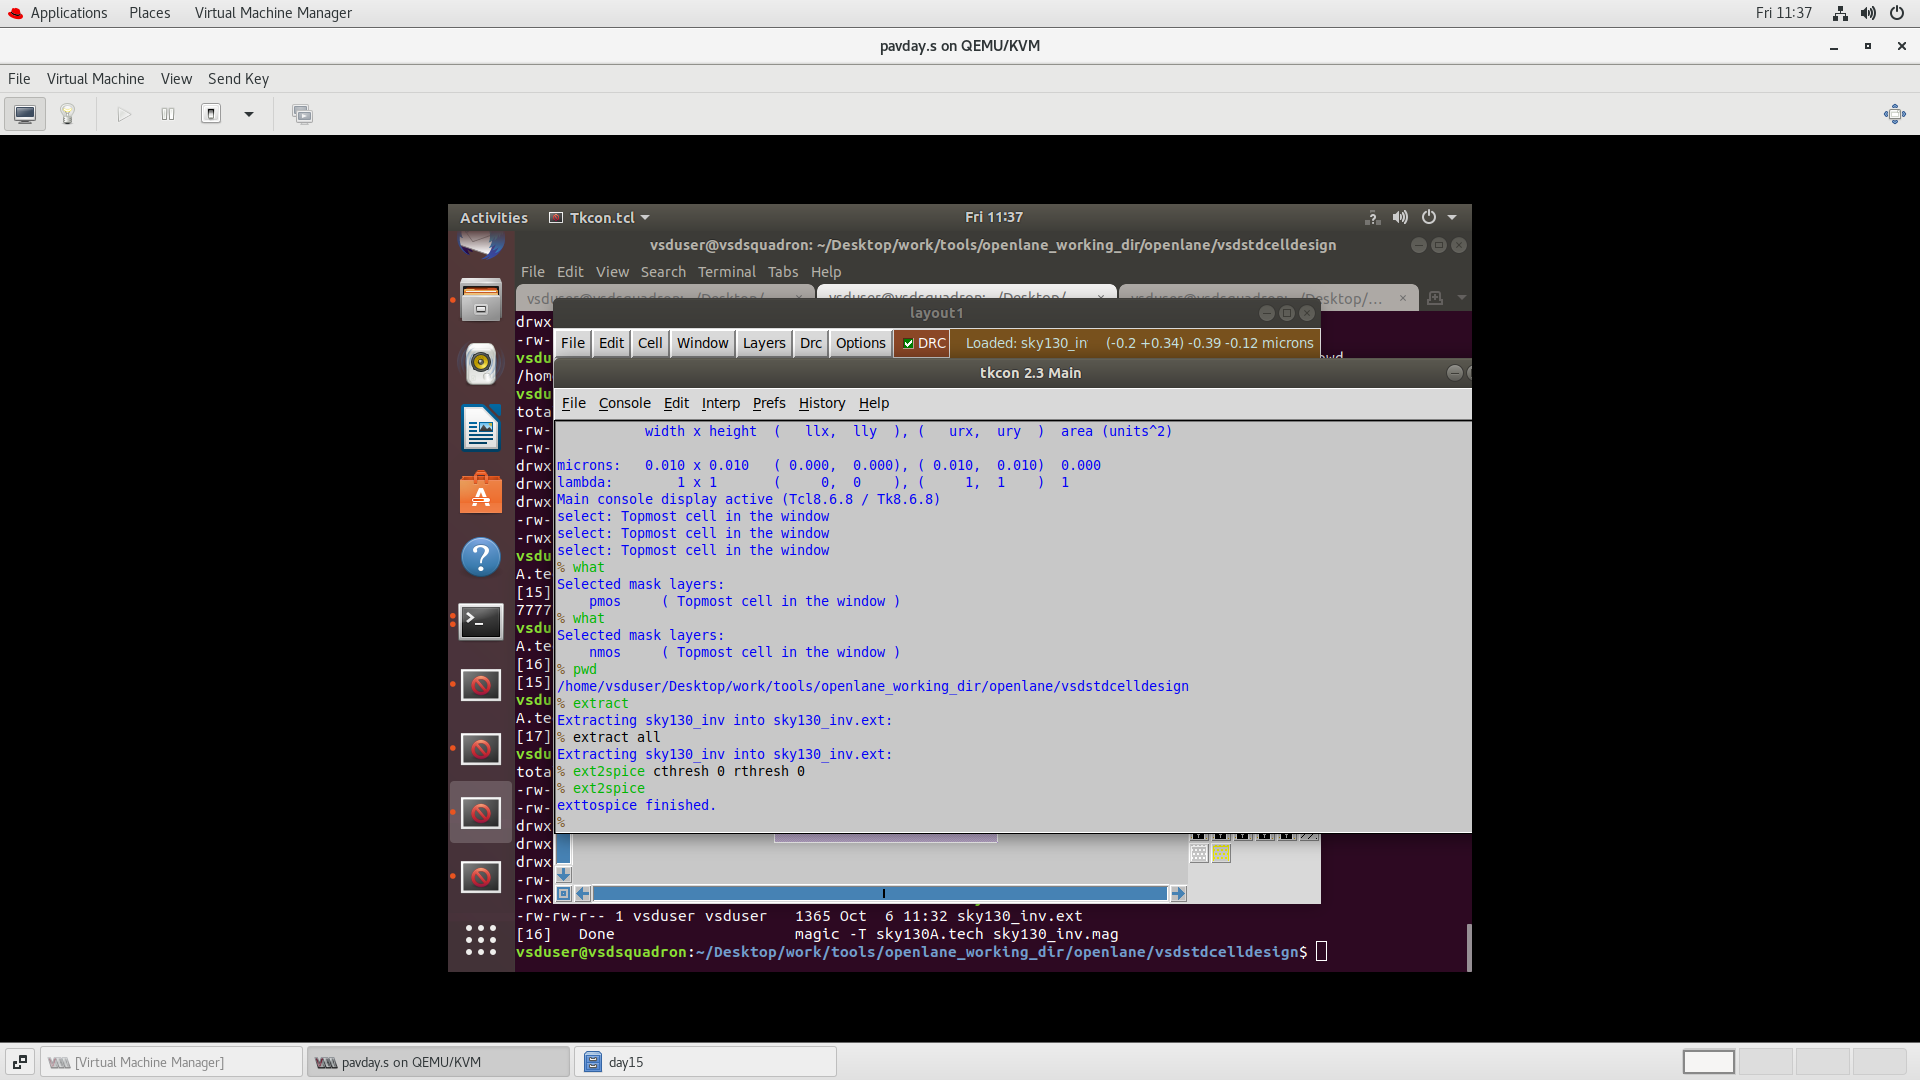 Applications Places Virtual Machine Manager Fri 11:37
pavday.s on QEMU/KVM
File Virtual Machine View Send Key
Activities Tkcon.tcl Fri 11:37
vsduser@vsdsquadron: ~/Desktop/work/tools/openlane_working_dir/openlane/vsdstdcelldesign
File Edit View Search Terminal Tabs Help
vsduser@vsdsquadron: ~/Desktop/... × vsduser@vsdsquadron: ~/Desktop/... × vsduser@vsdsquadron: ~/Desktop/... ×
layout1
File Edit Cell Window Layers Drc Options DRC Loaded: sky130_in (-0.2 +0.34) -0.39 -0.12 microns
tkcon 2.3 Main
File Console Edit Interp Prefs History Help
width x height ( llx, lly ), ( urx, ury ) area (units^2)
microns: 0.010 x 0.010 ( 0.000, 0.000), ( 0.010, 0.010) 0.000
lambda: 1 x 1 ( 0, 0 ), ( 1, 1 ) 1
Main console display active (Tcl8.6.8 / Tk8.6.8)
select: Topmost cell in the window
select: Topmost cell in the window
select: Topmost cell in the window
% what
Selected mask layers:
pmos ( Topmost cell in the window )
% what
Selected mask layers:
nmos ( Topmost cell in the window )
% pwd
/home/vsduser/Desktop/work/tools/openlane_working_dir/openlane/vsdstdcelldesign
% extract
Extracting sky130_inv into sky130_inv.ext:
% extract all
Extracting sky130_inv into sky130_inv.ext:
% ext2spice cthresh 0 rthresh 0
% ext2spice
exttospice finished.
%
drwx
-rw-
vsdu
/hom
vsdu
tota
-rw-
-rw-
drwx
drwx
drwx
-rw-
-rwx
vsdu
A.te
[15]
7777
vsdu
A.te
[16]
[15]
vsdu
A.te
[17]
vsdu
tota
-rw-
-rw-
drwx
drwx
drwx
-rw-
-rwx
-rw-rw-r-- 1 vsduser vsduser 1365 Oct 6 11:32 sky130_inv.ext
[16] Done magic -T sky130A.tech sky130_inv.mag
vsduser@vsdsquadron:~/Desktop/work/tools/openlane_working_dir/openlane/vsdstdcelldesign$
[Virtual Machine Manager] pavday.s on QEMU/KVM day15